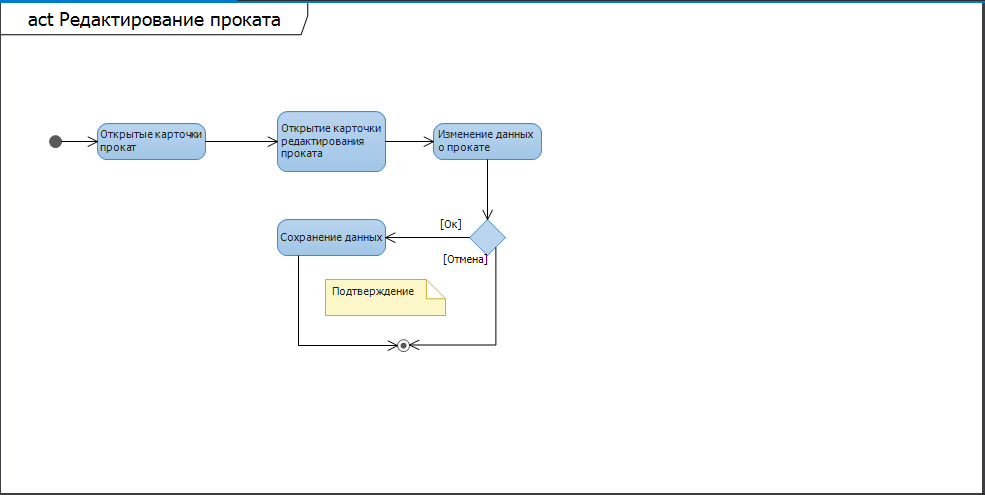 act Редактирование проката
Открытые карточки
прокат
Открытие карточки
редактирования
проката
Изменение данных
о прокате
[Ок]
Сохранение данных
[Отмена]
Подтверждение